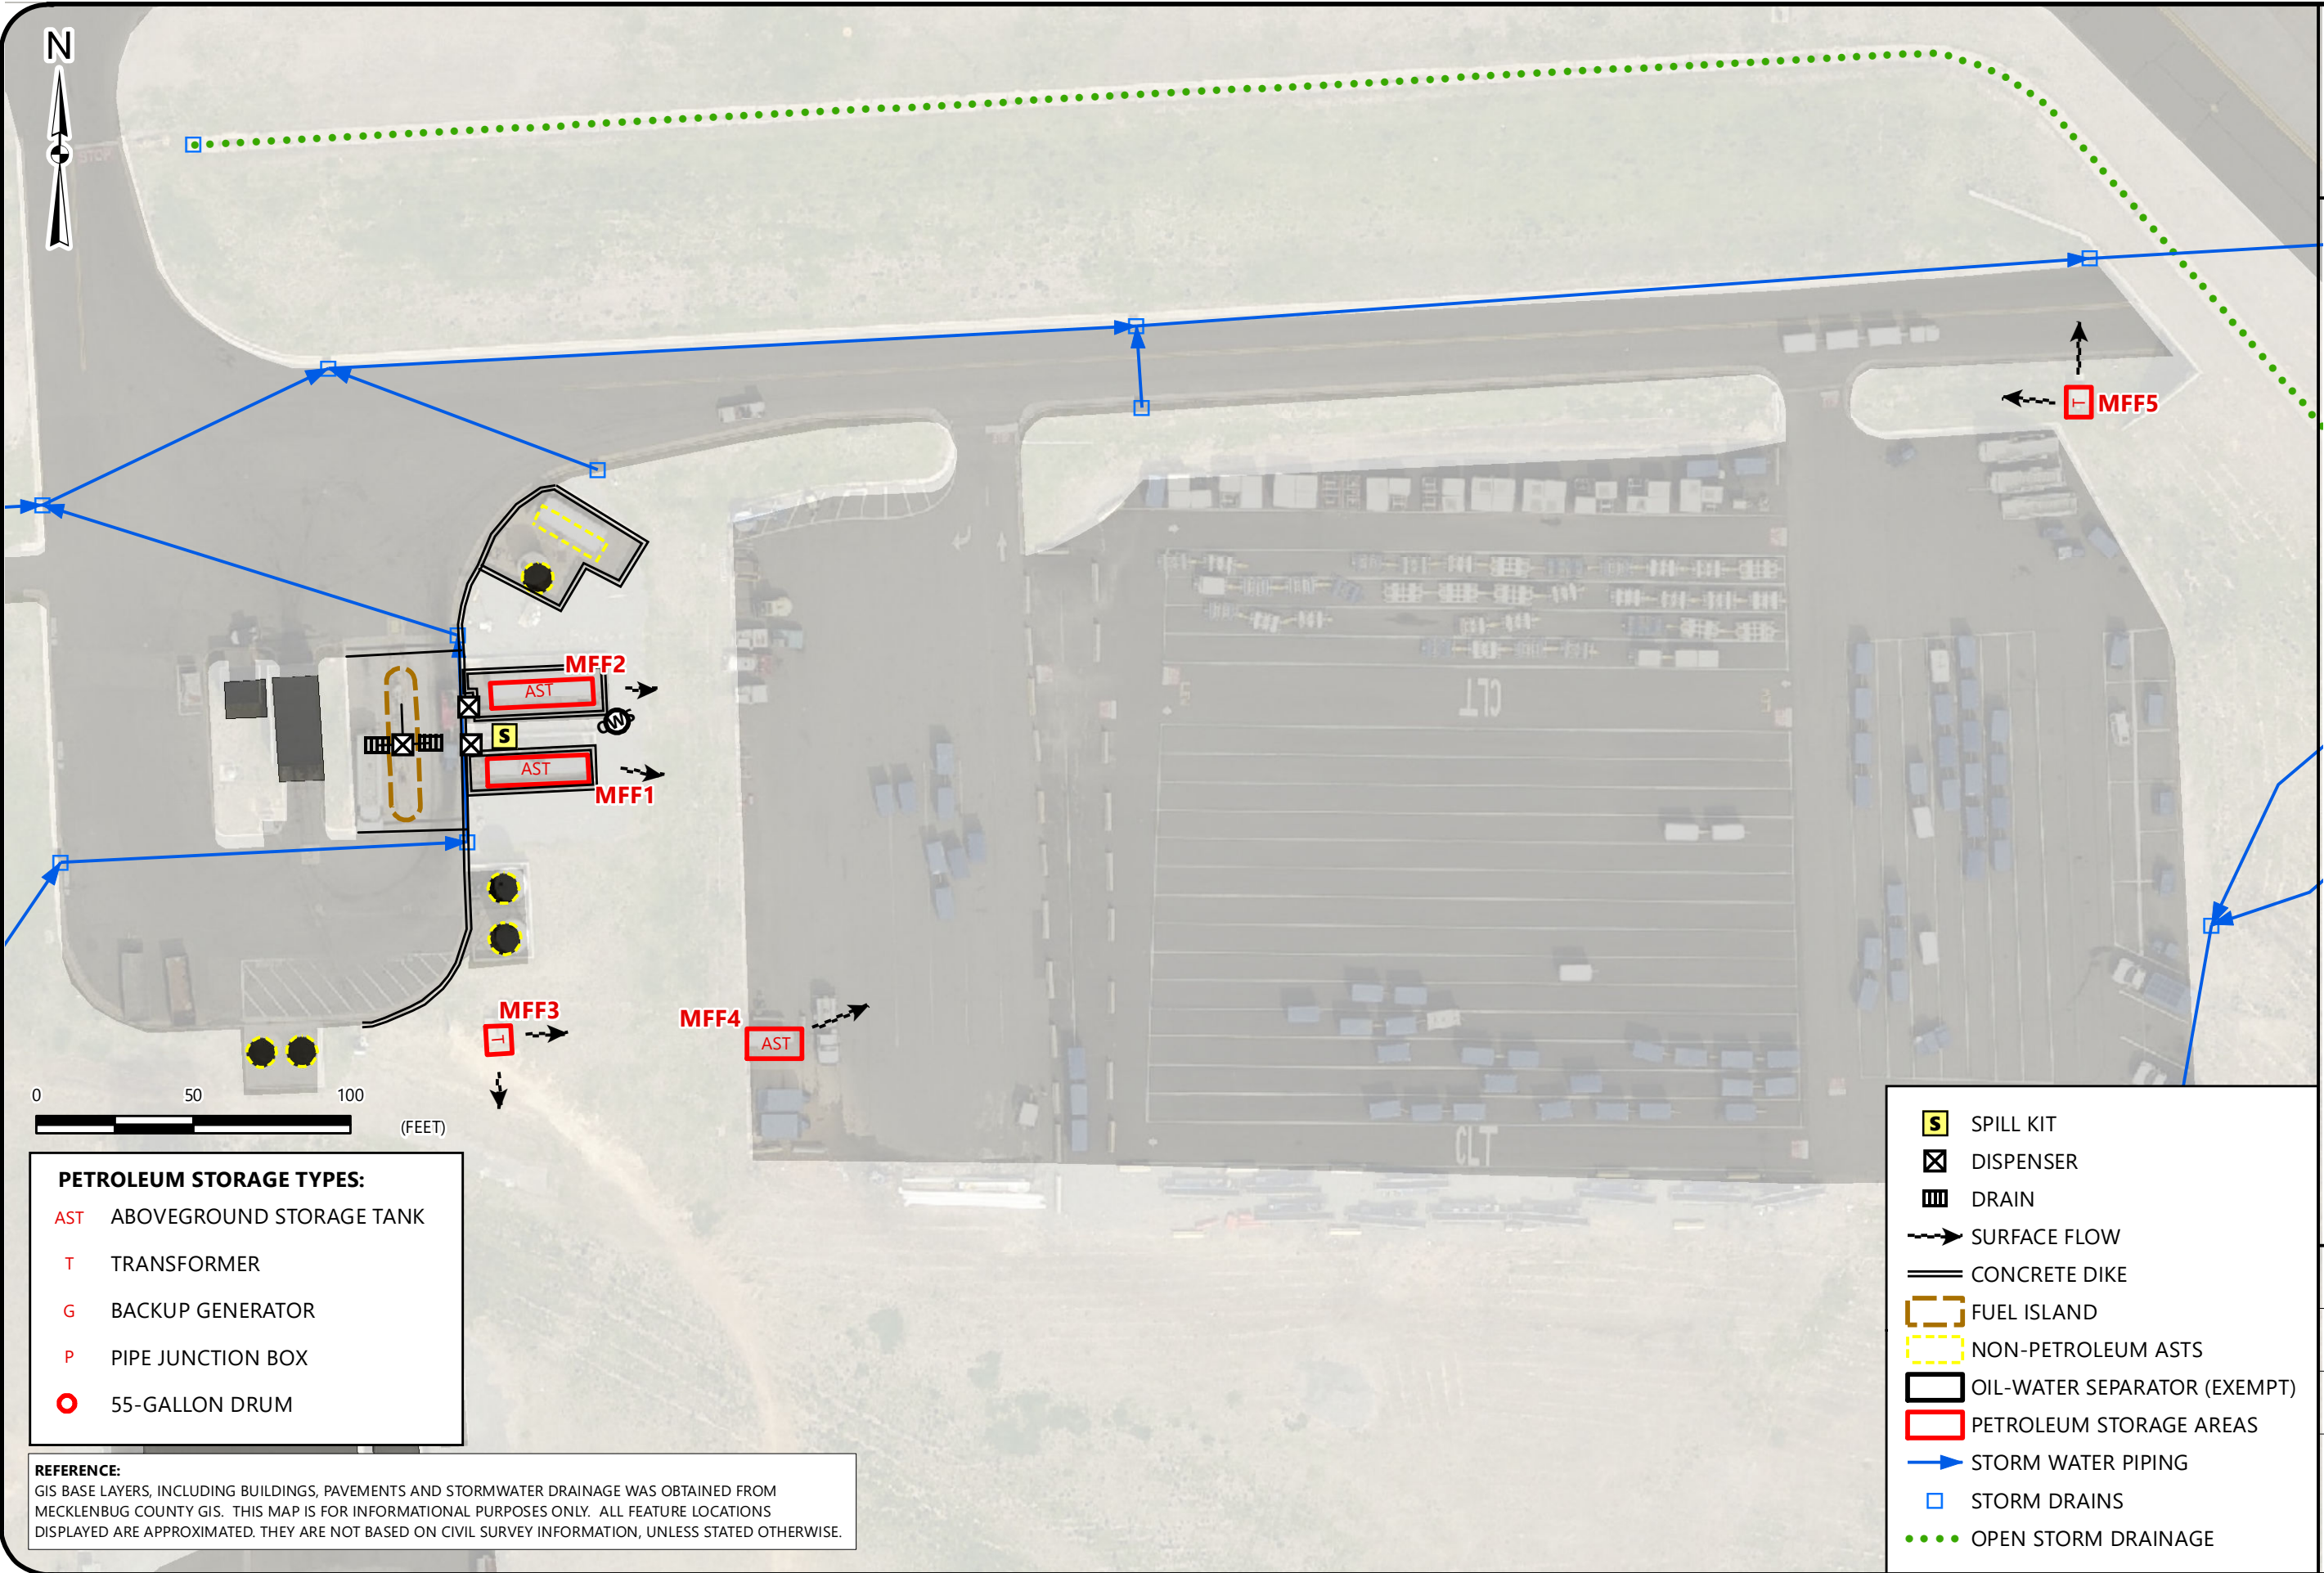 N
STOP
MFF5
MFF2
AST
OWS
S
AST
MFF1
CLT
MFF3
T
MFF4
AST
T
CLT
0 50 100
(FEET)
PETROLEUM STORAGE TYPES:
AST ABOVEGROUND STORAGE TANK
T TRANSFORMER
G BACKUP GENERATOR
P PIPE JUNCTION BOX
55-GALLON DRUM
REFERENCE:
GIS BASE LAYERS, INCLUDING BUILDINGS, PAVEMENTS AND STORMWATER DRAINAGE WAS OBTAINED FROM
MECKLENBUG COUNTY GIS. THIS MAP IS FOR INFORMATIONAL PURPOSES ONLY. ALL FEATURE LOCATIONS
DISPLAYED ARE APPROXIMATED. THEY ARE NOT BASED ON CIVIL SURVEY INFORMATION, UNLESS STATED OTHERWISE.
S SPILL KIT
DISPENSER
DRAIN
SURFACE FLOW
CONCRETE DIKE
FUEL ISLAND
NON-PETROLEUM ASTS
OIL-WATER SEPARATOR (EXEMPT)
PETROLEUM STORAGE AREAS
STORM WATER PIPING
STORM DRAINS
OPEN STORM DRAINAGE